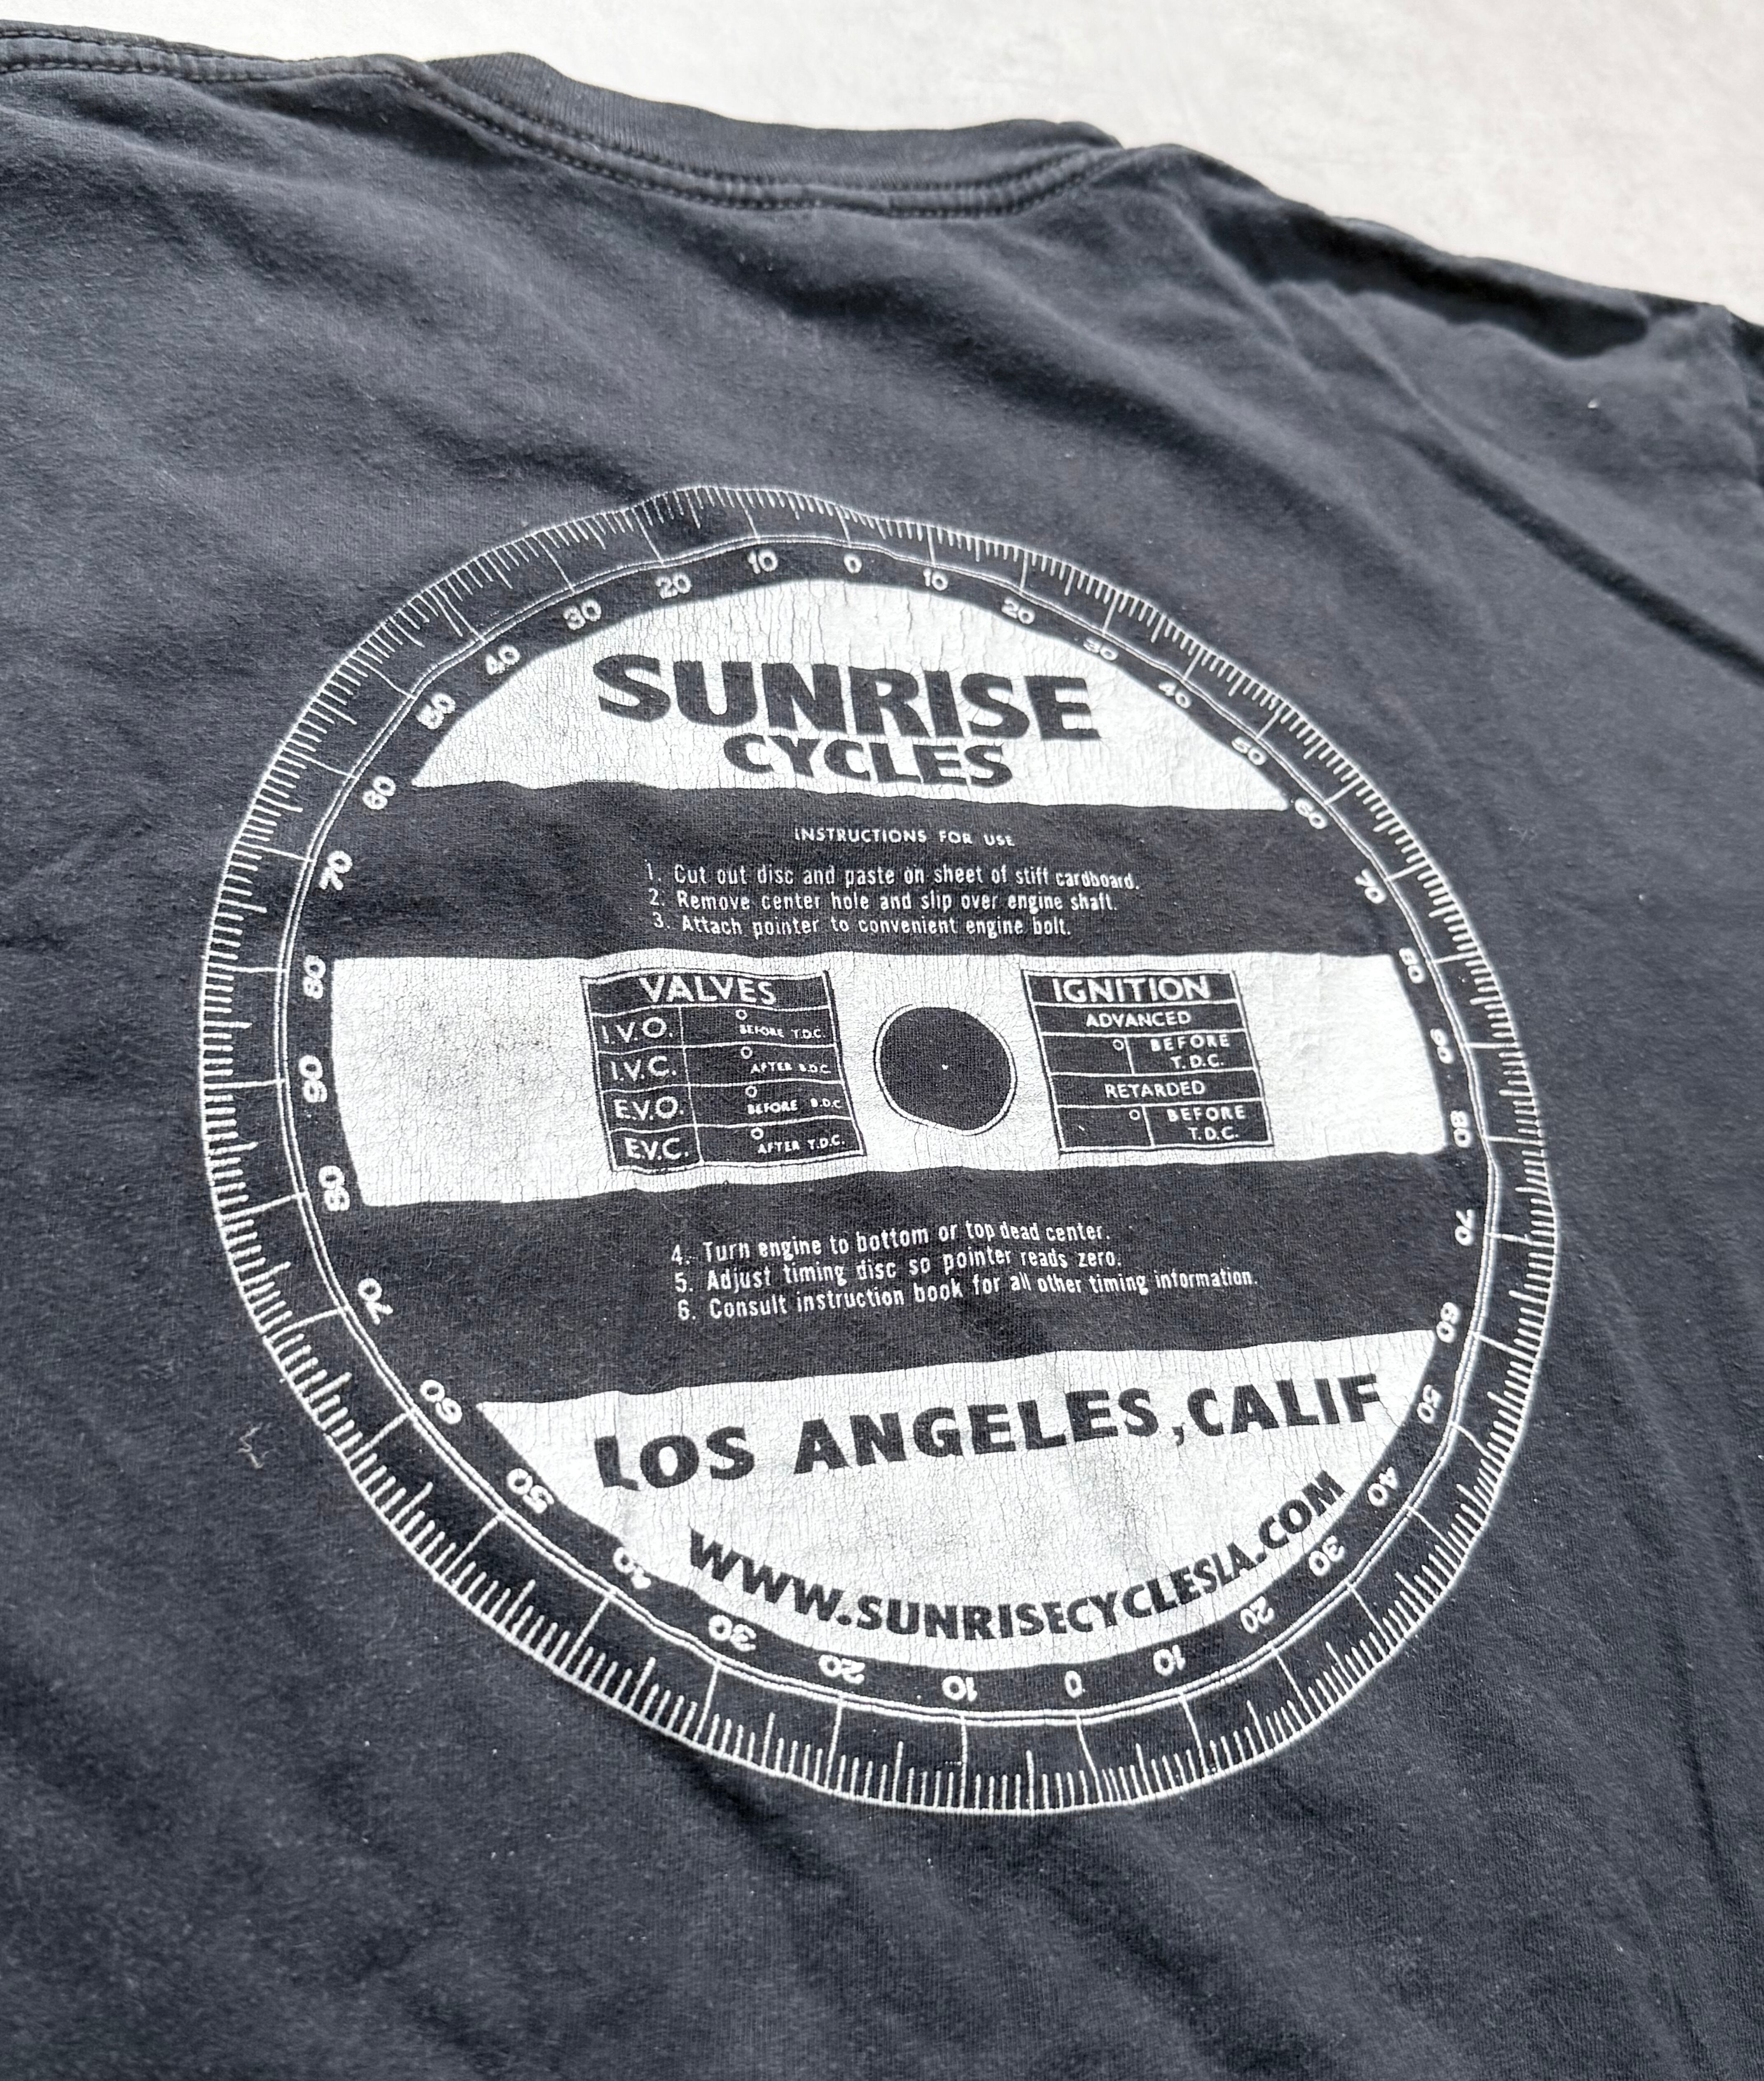 0
10
20
30
40
50
60
70
80
90
80
70
60
50
40
30
20
10
0
10
20
30
40
50
60
70
80
90
80
70
60
50
40
30
20
10
SUNRISE
CYCLES
INSTRUCTIONS FOR USE
1. Cut out disc and paste on sheet of stiff cardboard.
2. Remove center hole and slip over engine shaft.
3. Attach pointer to convenient engine bolt.
VALVES
I.V.O. ° BEFORE T.D.C.
I.V.C. ° AFTER B.D.C.
E.V.O. ° BEFORE B.D.C.
E.V.C. ° AFTER T.D.C.
IGNITION
ADVANCED
° BEFORE
T.D.C.
RETARDED
° BEFORE
T.D.C.
4. Turn engine to bottom or top dead center.
5. Adjust timing disc so pointer reads zero.
6. Consult instruction book for all other timing information.
LOS ANGELES, CALIF
WWW.SUNRISECYCLESLA.COM